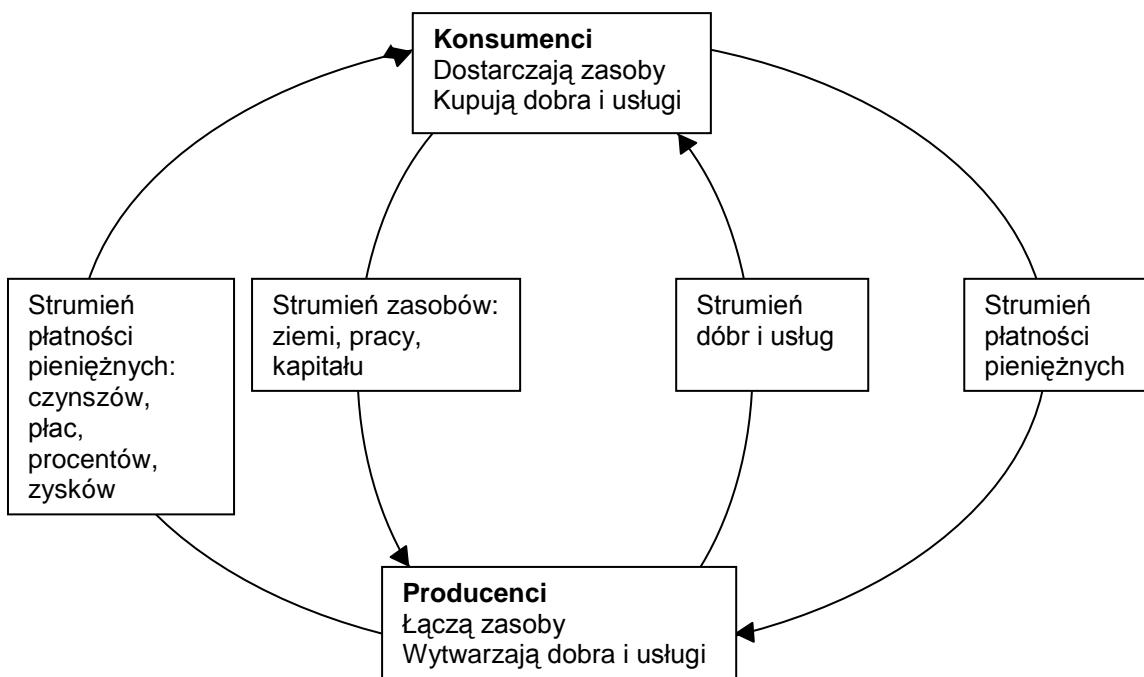 Konsumenci
Dostarczają zasoby
Kupują dobra i usługi
Strumień
płatności
pieniężnych:
czynszów,
płac,
procentów,
zysków
Strumień zasobów:
ziemi, pracy,
kapitału
Strumień
dóbr i usług
Strumień
płatności
pieniężnych
Producenci
Łączą zasoby
Wytwarzają dobra i usługi